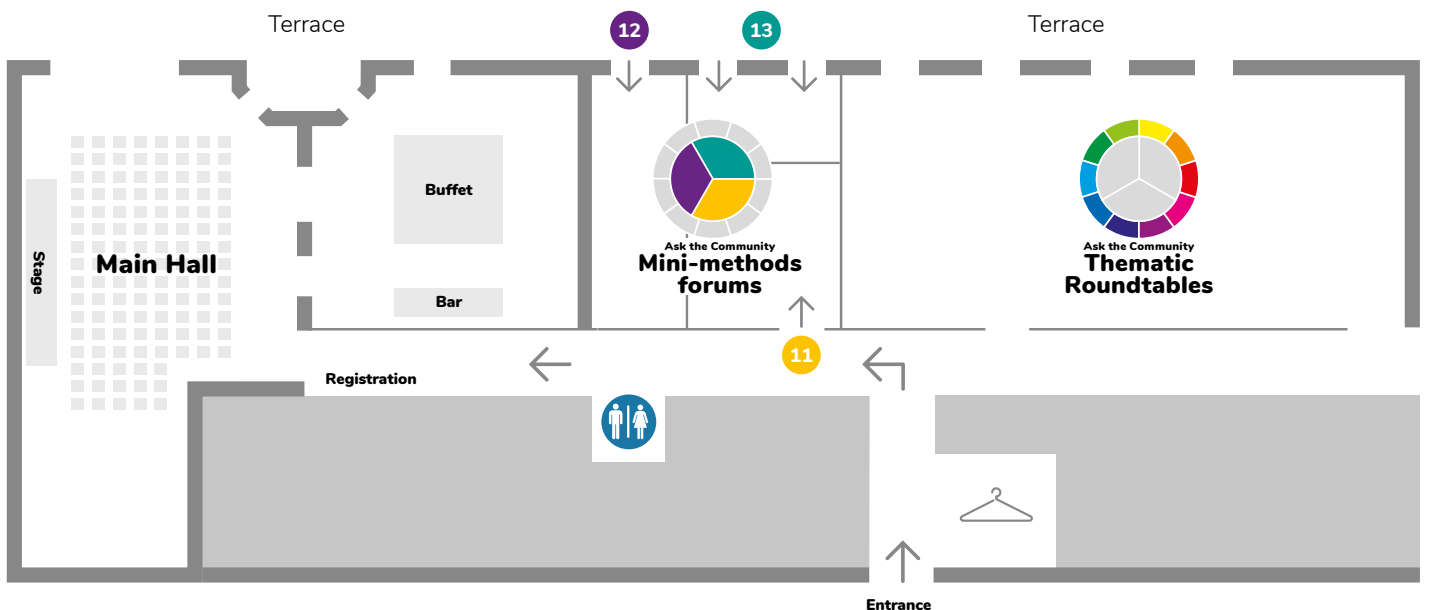 Terrace
12
13
Terrace
Buffet
Stage
Main Hall
Bar
Ask the Community
Mini-methods
forums
Ask the Community
Thematic
Roundtables
11
Registration
Entrance